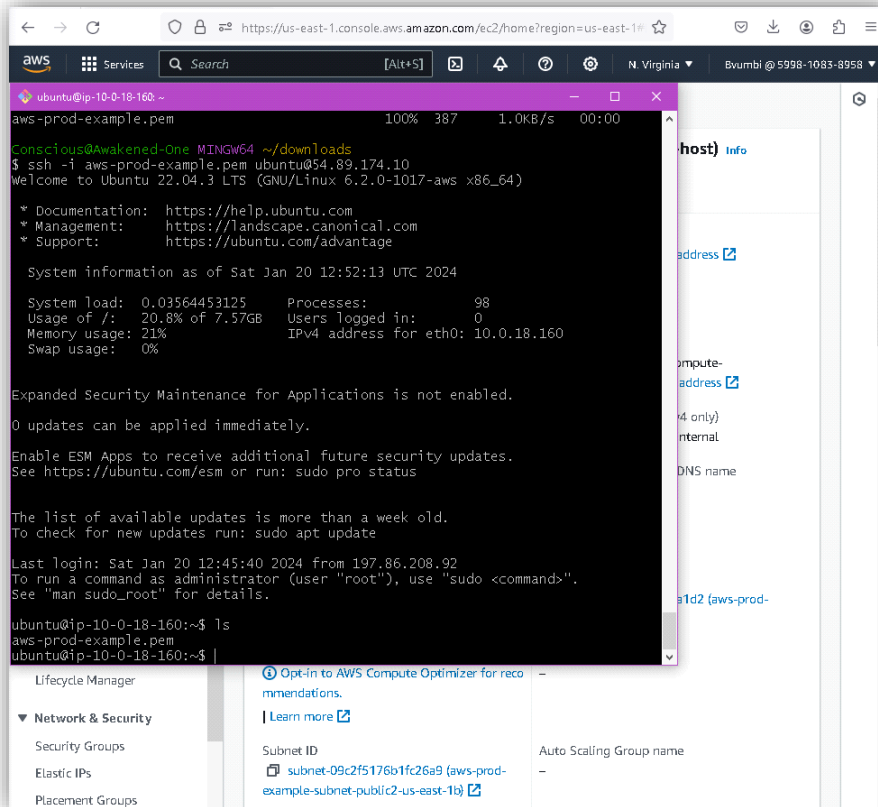 https://us-east-1.console.aws.amazon.com/ec2/home?region=us-east-1#
aws Services Search [Alt+S] N. Virginia Bvumbi @ 5998-1083-8958
ubuntu@ip-10-0-18-160: ~
aws-prod-example.pem 100% 387 1.0KB/s 00:00
Conscious@Awakened-One MINGW64 ~/downloads
$ ssh -i aws-prod-example.pem ubuntu@54.89.174.10
Welcome to Ubuntu 22.04.3 LTS (GNU/Linux 6.2.0-1017-aws x86_64)
* Documentation: https://help.ubuntu.com
* Management: https://landscape.canonical.com
* Support: https://ubuntu.com/advantage
System information as of Sat Jan 20 12:52:13 UTC 2024
System load: 0.03564453125 Processes: 98
Usage of /: 20.8% of 7.57GB Users logged in: 0
Memory usage: 21% IPv4 address for eth0: 10.0.18.160
Swap usage: 0%
Expanded Security Maintenance for Applications is not enabled.
0 updates can be applied immediately.
Enable ESM Apps to receive additional future security updates.
See https://ubuntu.com/esm or run: sudo pro status
The list of available updates is more than a week old.
To check for new updates run: sudo apt update
Last login: Sat Jan 20 12:45:40 2024 from 197.86.208.92
To run a command as administrator (user "root"), use "sudo <command>".
See "man sudo_root" for details.
ubuntu@ip-10-0-18-160:~$ ls
aws-prod-example.pem
ubuntu@ip-10-0-18-160:~$
-host) Info
address
ompute-
address
v4 only)
nternal
DNS name
a1d2 (aws-prod-
Lifecycle Manager
Network & Security
Security Groups
Elastic IPs
Placement Groups
Opt-in to AWS Compute Optimizer for reco
mmendations.
| Learn more
–
Subnet ID
subnet-09c2f5176b1fc26a9 (aws-prod-
example-subnet-public2-us-east-1b)
Auto Scaling Group name
–